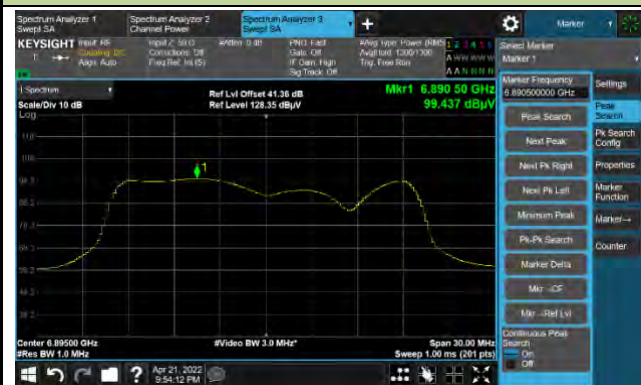 Spectrum Analyzer 1
Swept SA
Spectrum Analyzer 2
Channel Power
Spectrum Analyzer 3
Swept SA
+
Marker
KEYSIGHT
Input: RF
Coupling: DC
Align: Auto
Input Z: 50 Ω
Corrections: Off
Freq Ref: Int (S)
#Atten: 0 dB
PNO: Fast
Gate: Off
IF Gain: High
Sig Track: Off
#Avg Type: Power (RMS)
Avg|Hold: 1300/1300
Trig: Free Run
1 2 3 4 5 6
A W W W W W
A A N N N N
Select Marker
Marker 1
1 Spectrum
Scale/Div 10 dB
Log
Ref Lvl Offset 41.36 dB
Ref Level 128.35 dBµV
Mkr1 6.890 50 GHz
99.437 dBµV
1
Marker Frequency
6.890500000 GHz
Peak Search
Next Peak
Next Pk Right
Next Pk Left
Minimum Peak
Pk-Pk Search
Marker Delta
Mkr→CF
Mkr→Ref Lvl
Continuous Peak
Search
On
Off
Settings
Peak
Search
Pk Search
Config
Properties
Marker
Function
Marker→
Counter
Center 6.89500 GHz
#Res BW 1.0 MHz
#Video BW 3.0 MHz*
Span 30.00 MHz
Sweep 1.00 ms (201 pts)
?
Apr 21, 2022
9:54:12 PM